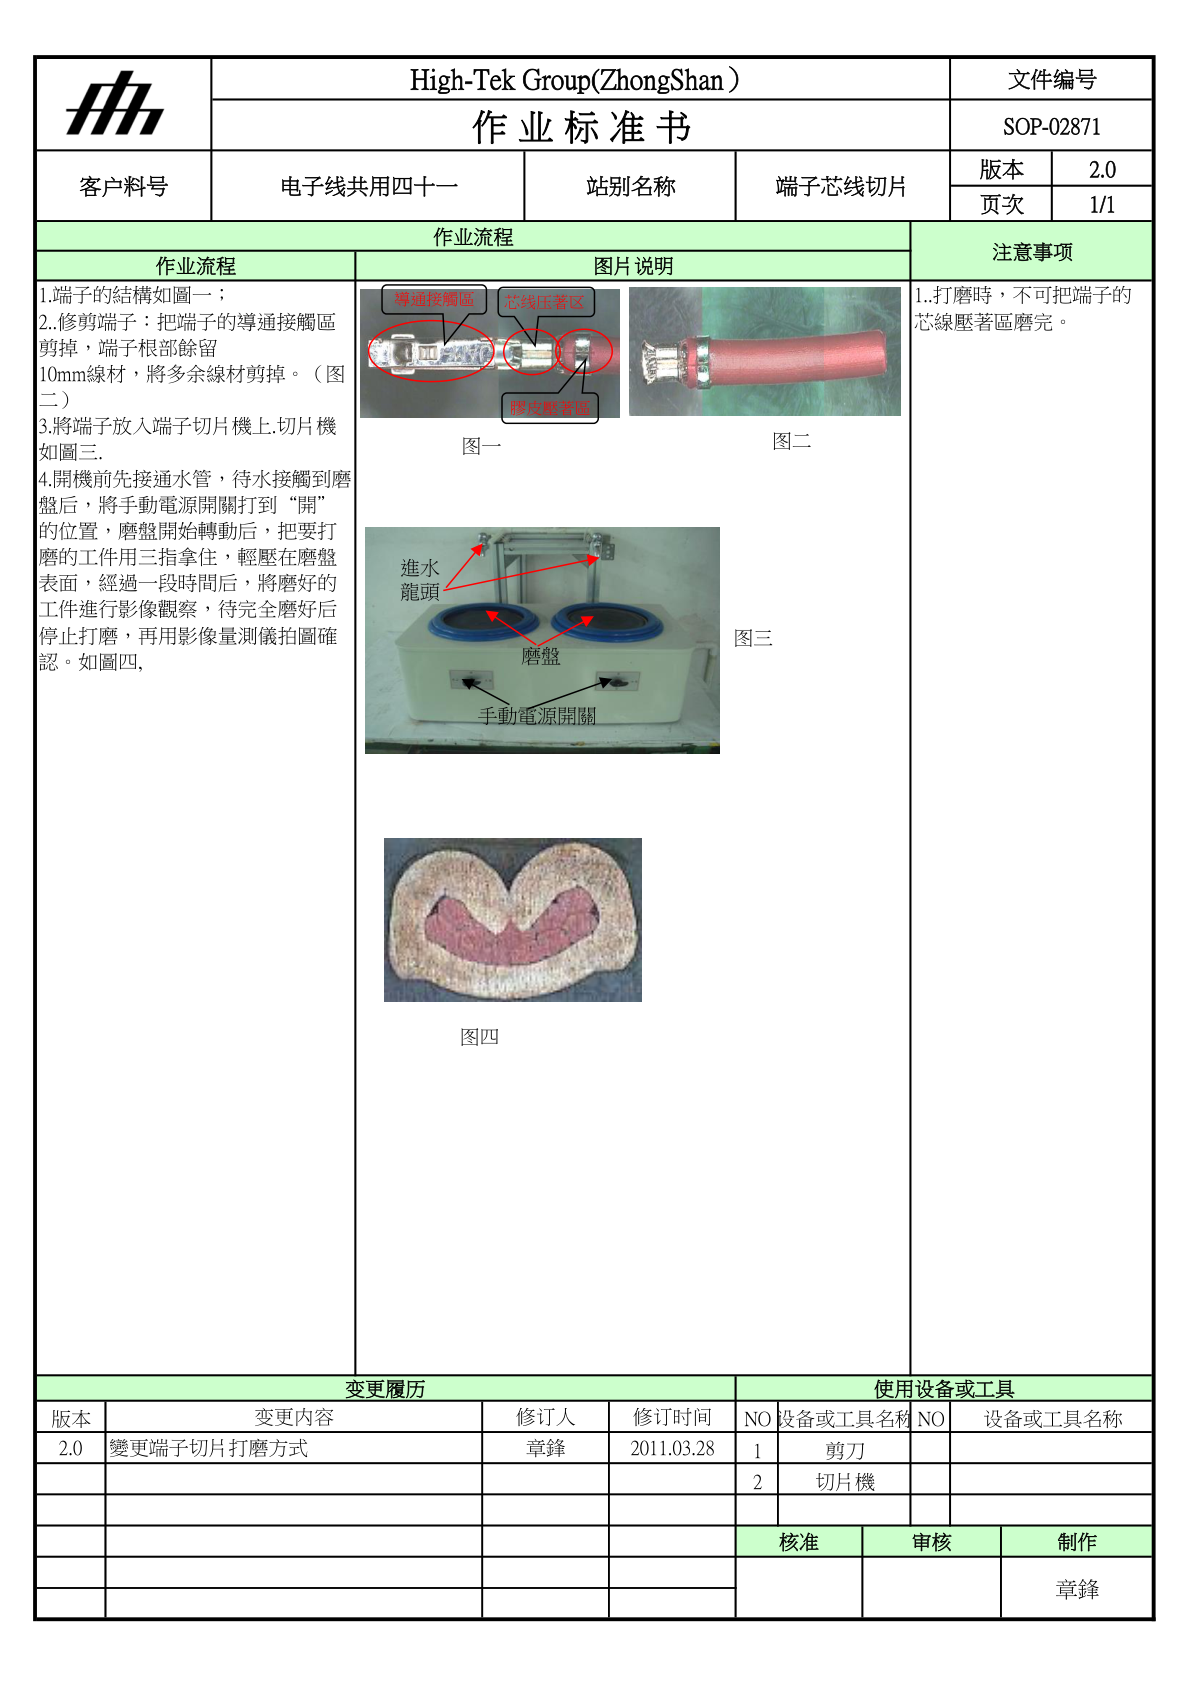 High-Tek Group(ZhongShan）
文件编号
作业标准书
SOP-02871
客户料号
电子线共用四十一
站别名称
端子芯线切片
版本
2.0
页次
1/1
作业流程
注意事项
作业流程
图片说明
1.端子的結構如圖一；
2..修剪端子：把端子的導通接觸區
剪掉，端子根部餘留
10mm線材，將多余線材剪掉。（图
二）
3.將端子放入端子切片機上.切片機
如圖三.
4.開機前先接通水管，待水接觸到磨
盤后，將手動電源開關打到“開”
的位置，磨盤開始轉動后，把要打
磨的工件用三指拿住，輕壓在磨盤
表面，經過一段時間后，將磨好的
工件進行影像觀察，待完全磨好后
停止打磨，再用影像量測儀拍圖確
認。如圖四,
導通接觸區
芯线压著区
膠皮壓著區
图一
图二
進水
龍頭
磨盤
手動電源開關
图三
图四
1..打磨時，不可把端子的
芯線壓著區磨完。
变更履历
使用设备或工具
版本
变更内容
修订人
修订时间
NO
设备或工具名称
NO
设备或工具名称
2.0
變更端子切片打磨方式
章鋒
2011.03.28
1
剪刀
2
切片機
核准
审核
制作
章鋒